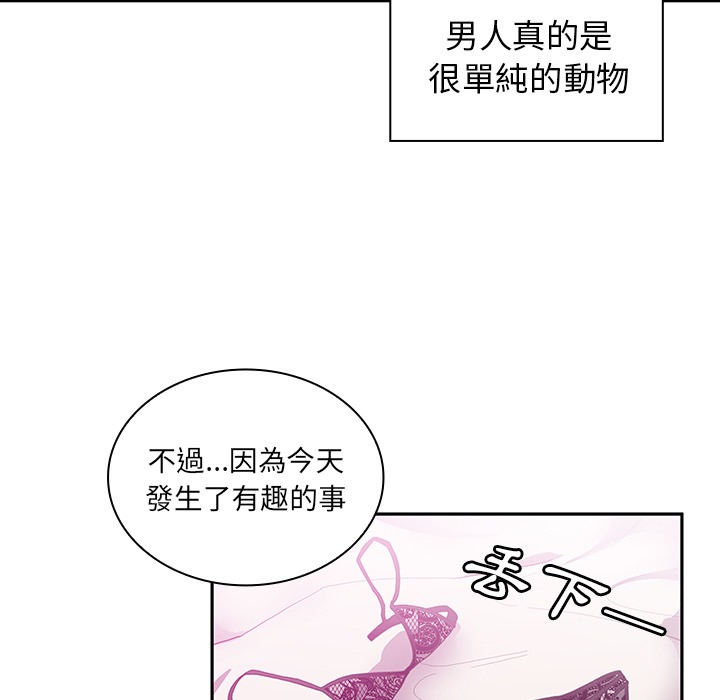 男人真的是
很單純的動物
不過…因為今天
發生了有趣的事
丟下一